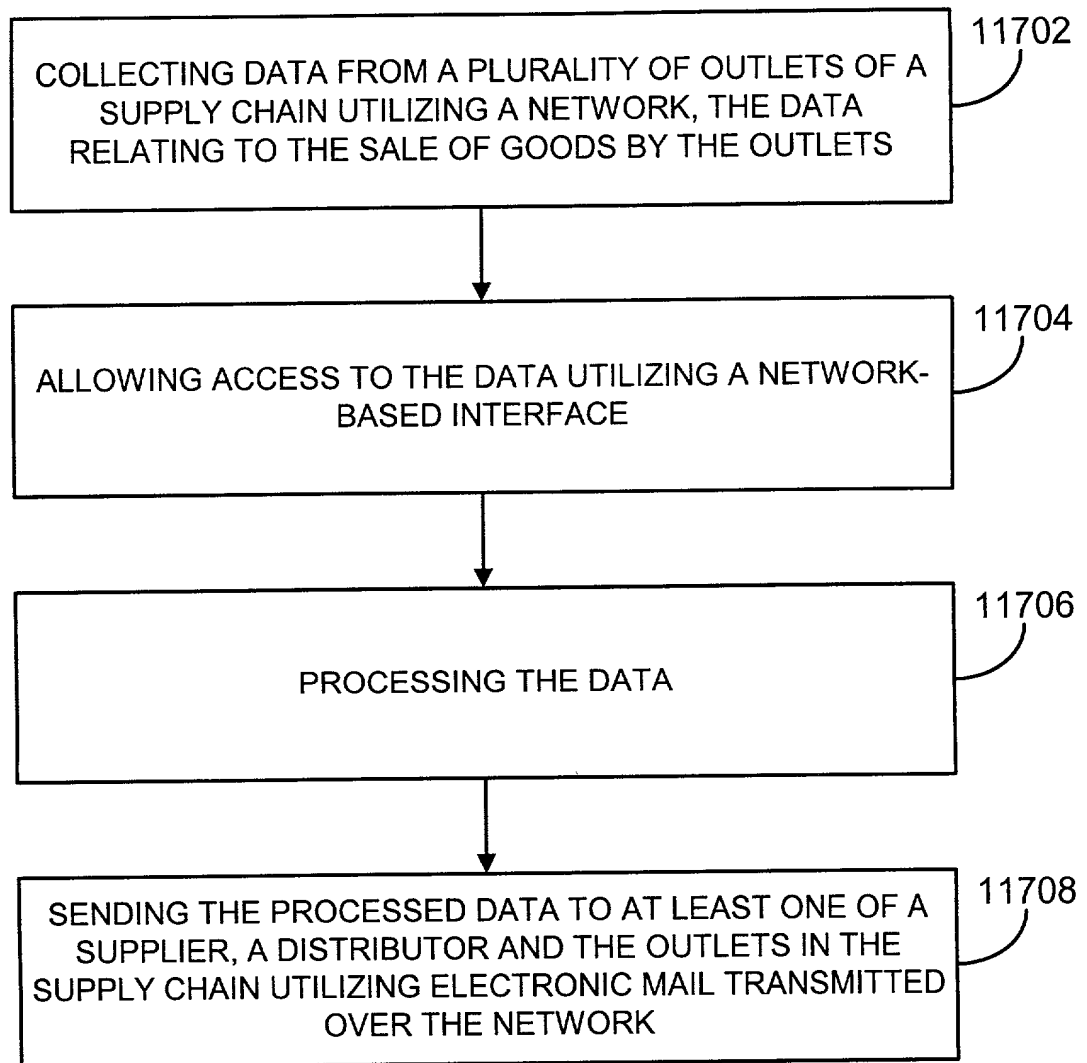 11702
COLLECTING DATA FROM A PLURALITY OF OUTLETS OF A
SUPPLY CHAIN UTILIZING A NETWORK, THE DATA
RELATING TO THE SALE OF GOODS BY THE OUTLETS
11704
ALLOWING ACCESS TO THE DATA UTILIZING A NETWORK-
BASED INTERFACE
11706
PROCESSING THE DATA
11708
SENDING THE PROCESSED DATA TO AT LEAST ONE OF A
SUPPLIER, A DISTRIBUTOR AND THE OUTLETS IN THE
SUPPLY CHAIN UTILIZING ELECTRONIC MAIL TRANSMITTED
OVER THE NETWORK